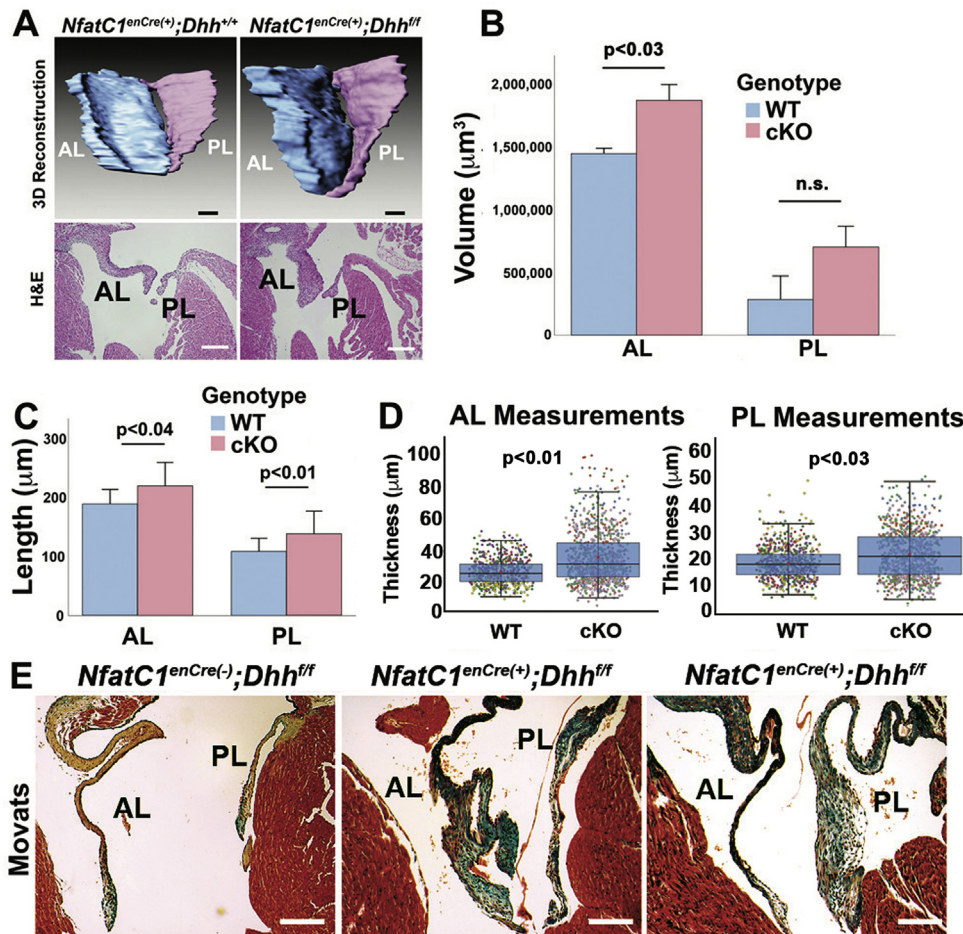 A
NfatC1enCre(+);Dhh+/+
NfatC1enCre(+);Dhhf/f
3D Reconstruction
AL
PL
AL
PL
H&E
AL
PL
AL
PL
B
p<0.03
Genotype
WT
cKO
n.s.
Volume (μm³)
2,000,000
1,500,000
1,000,000
500,000
0
AL
PL
C
Genotype
WT
cKO
p<0.04
p<0.01
Length (μm)
300
200
100
0
AL
PL
D
AL Measurements
p<0.01
Thickness (μm)
100
80
60
40
20
0
WT
cKO
PL Measurements
p<0.03
Thickness (μm)
60
50
40
30
20
10
0
WT
cKO
E
NfatC1enCre(-);Dhhf/f
NfatC1enCre(+);Dhhf/f
NfatC1enCre(+);Dhhf/f
Movats
AL
PL
AL
PL
AL
PL